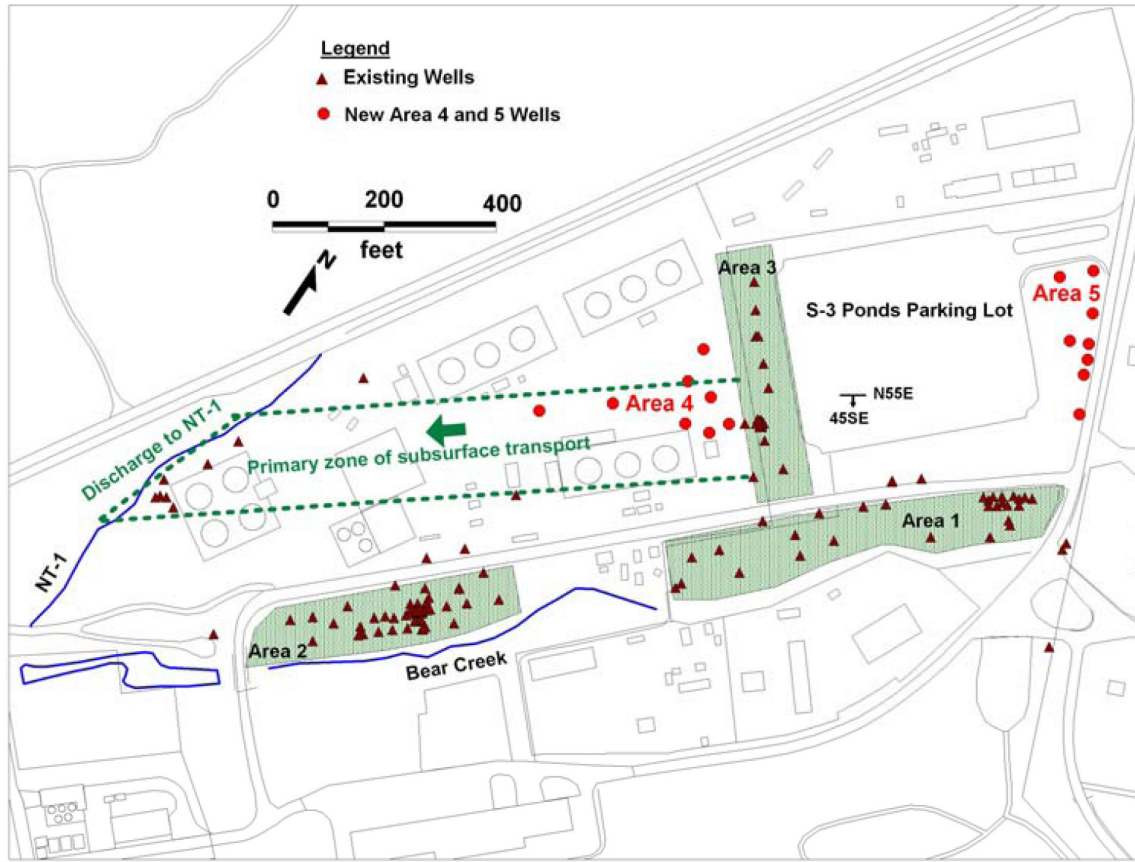 Legend
Existing Wells
New Area 4 and 5 Wells
0 200 400
feet
N
Area 3
Area 5
S-3 Ponds Parking Lot
N55E
45SE
Area 4
Discharge to NT-1
Primary zone of subsurface transport
Area 1
NT-1
Area 2
Bear Creek